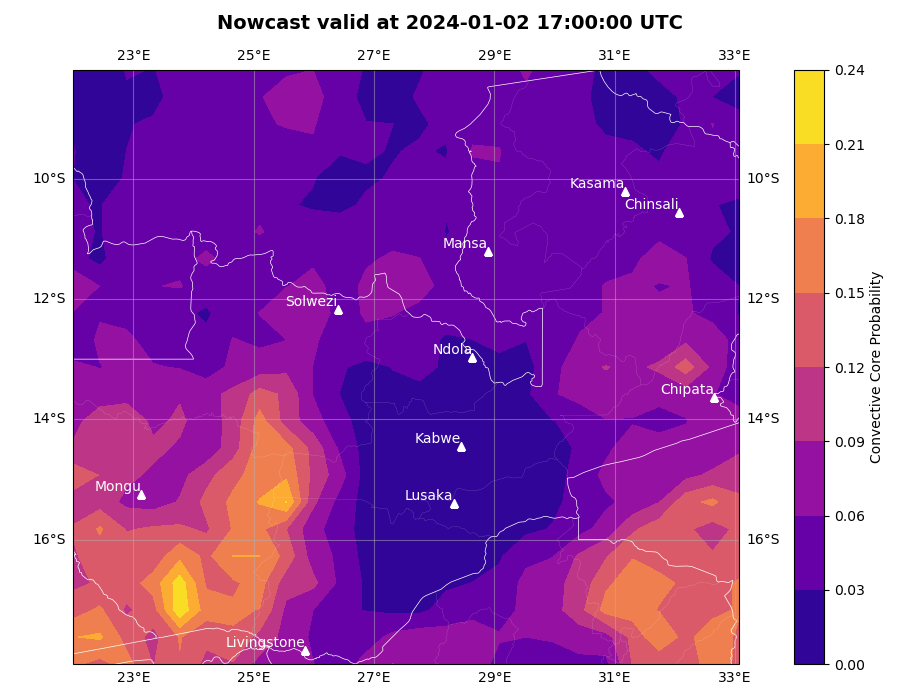 Nowcast valid at 2024-01-02 17:00:00 UTC
23°E 25°E 27°E 29°E 31°E 33°E
0.24
0.21
10°S 10°S
Kasama
Chinsali
0.18
Mansa
12°S 12°S
Solwezi
0.15
Ndola
0.12
Chipata
14°S 14°S
Kabwe
0.09
Mongu
Lusaka
0.06
16°S 16°S
0.03
Livingstone
0.00
23°E 25°E 27°E 29°E 31°E 33°E
Convective Core Probability